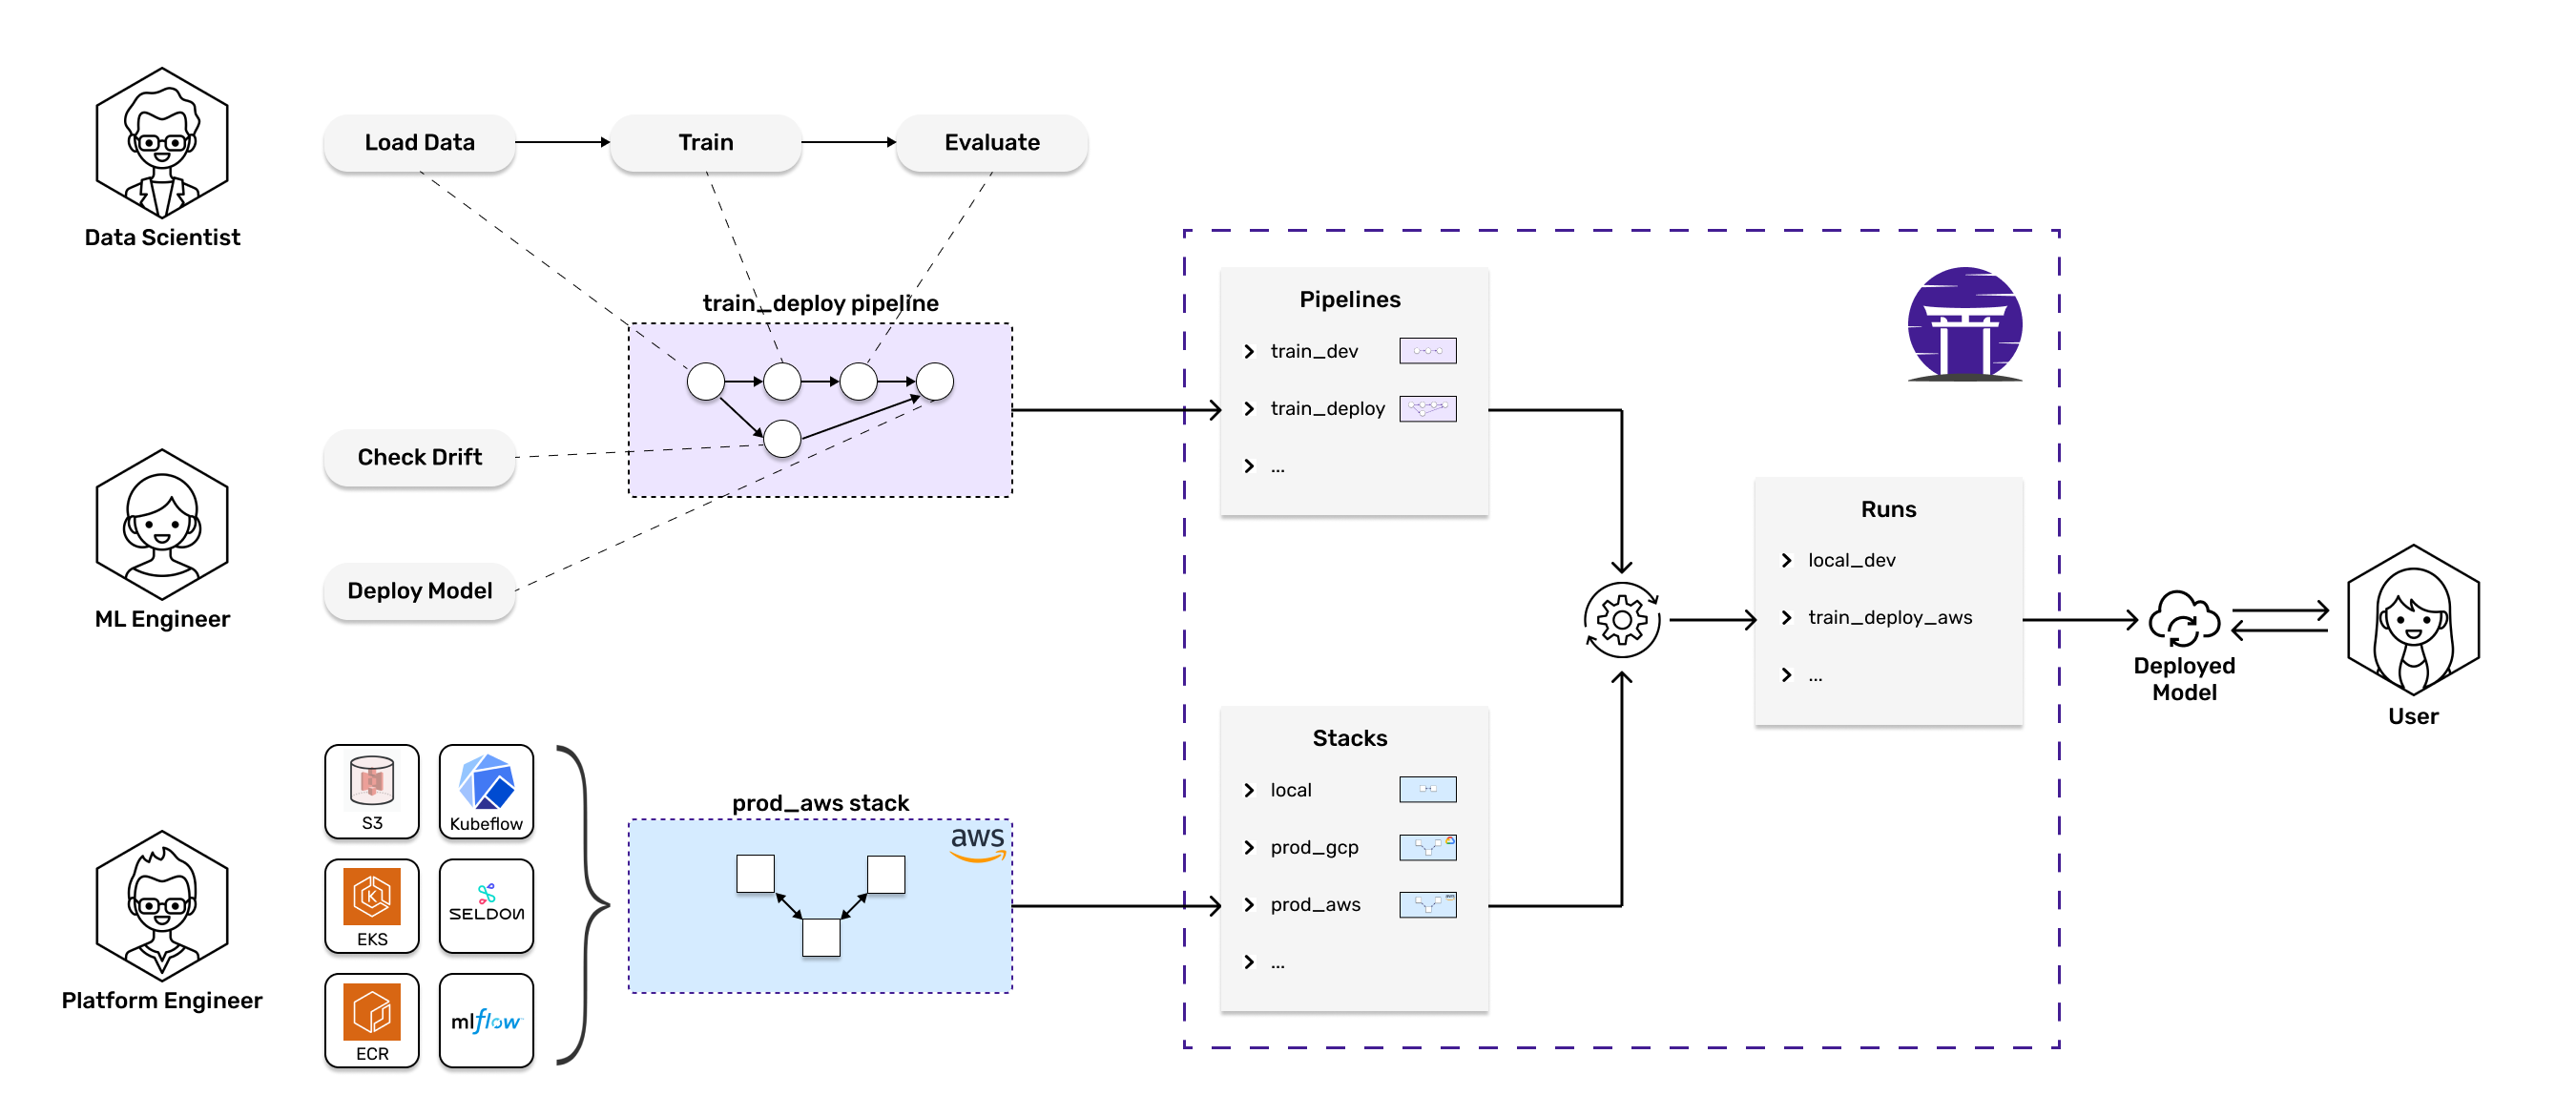 Data Scientist
Load Data
Train
Evaluate
train_deploy pipeline
Check Drift
Deploy Model
ML Engineer
Platform Engineer
S3
Kubeflow
EKS
SELDON
ECR
mlflow
prod_aws stack
aws
Pipelines
train_dev
train_deploy
...
Stacks
local
prod_gcp
prod_aws
...
Runs
local_dev
train_deploy_aws
...
Deployed
Model
User